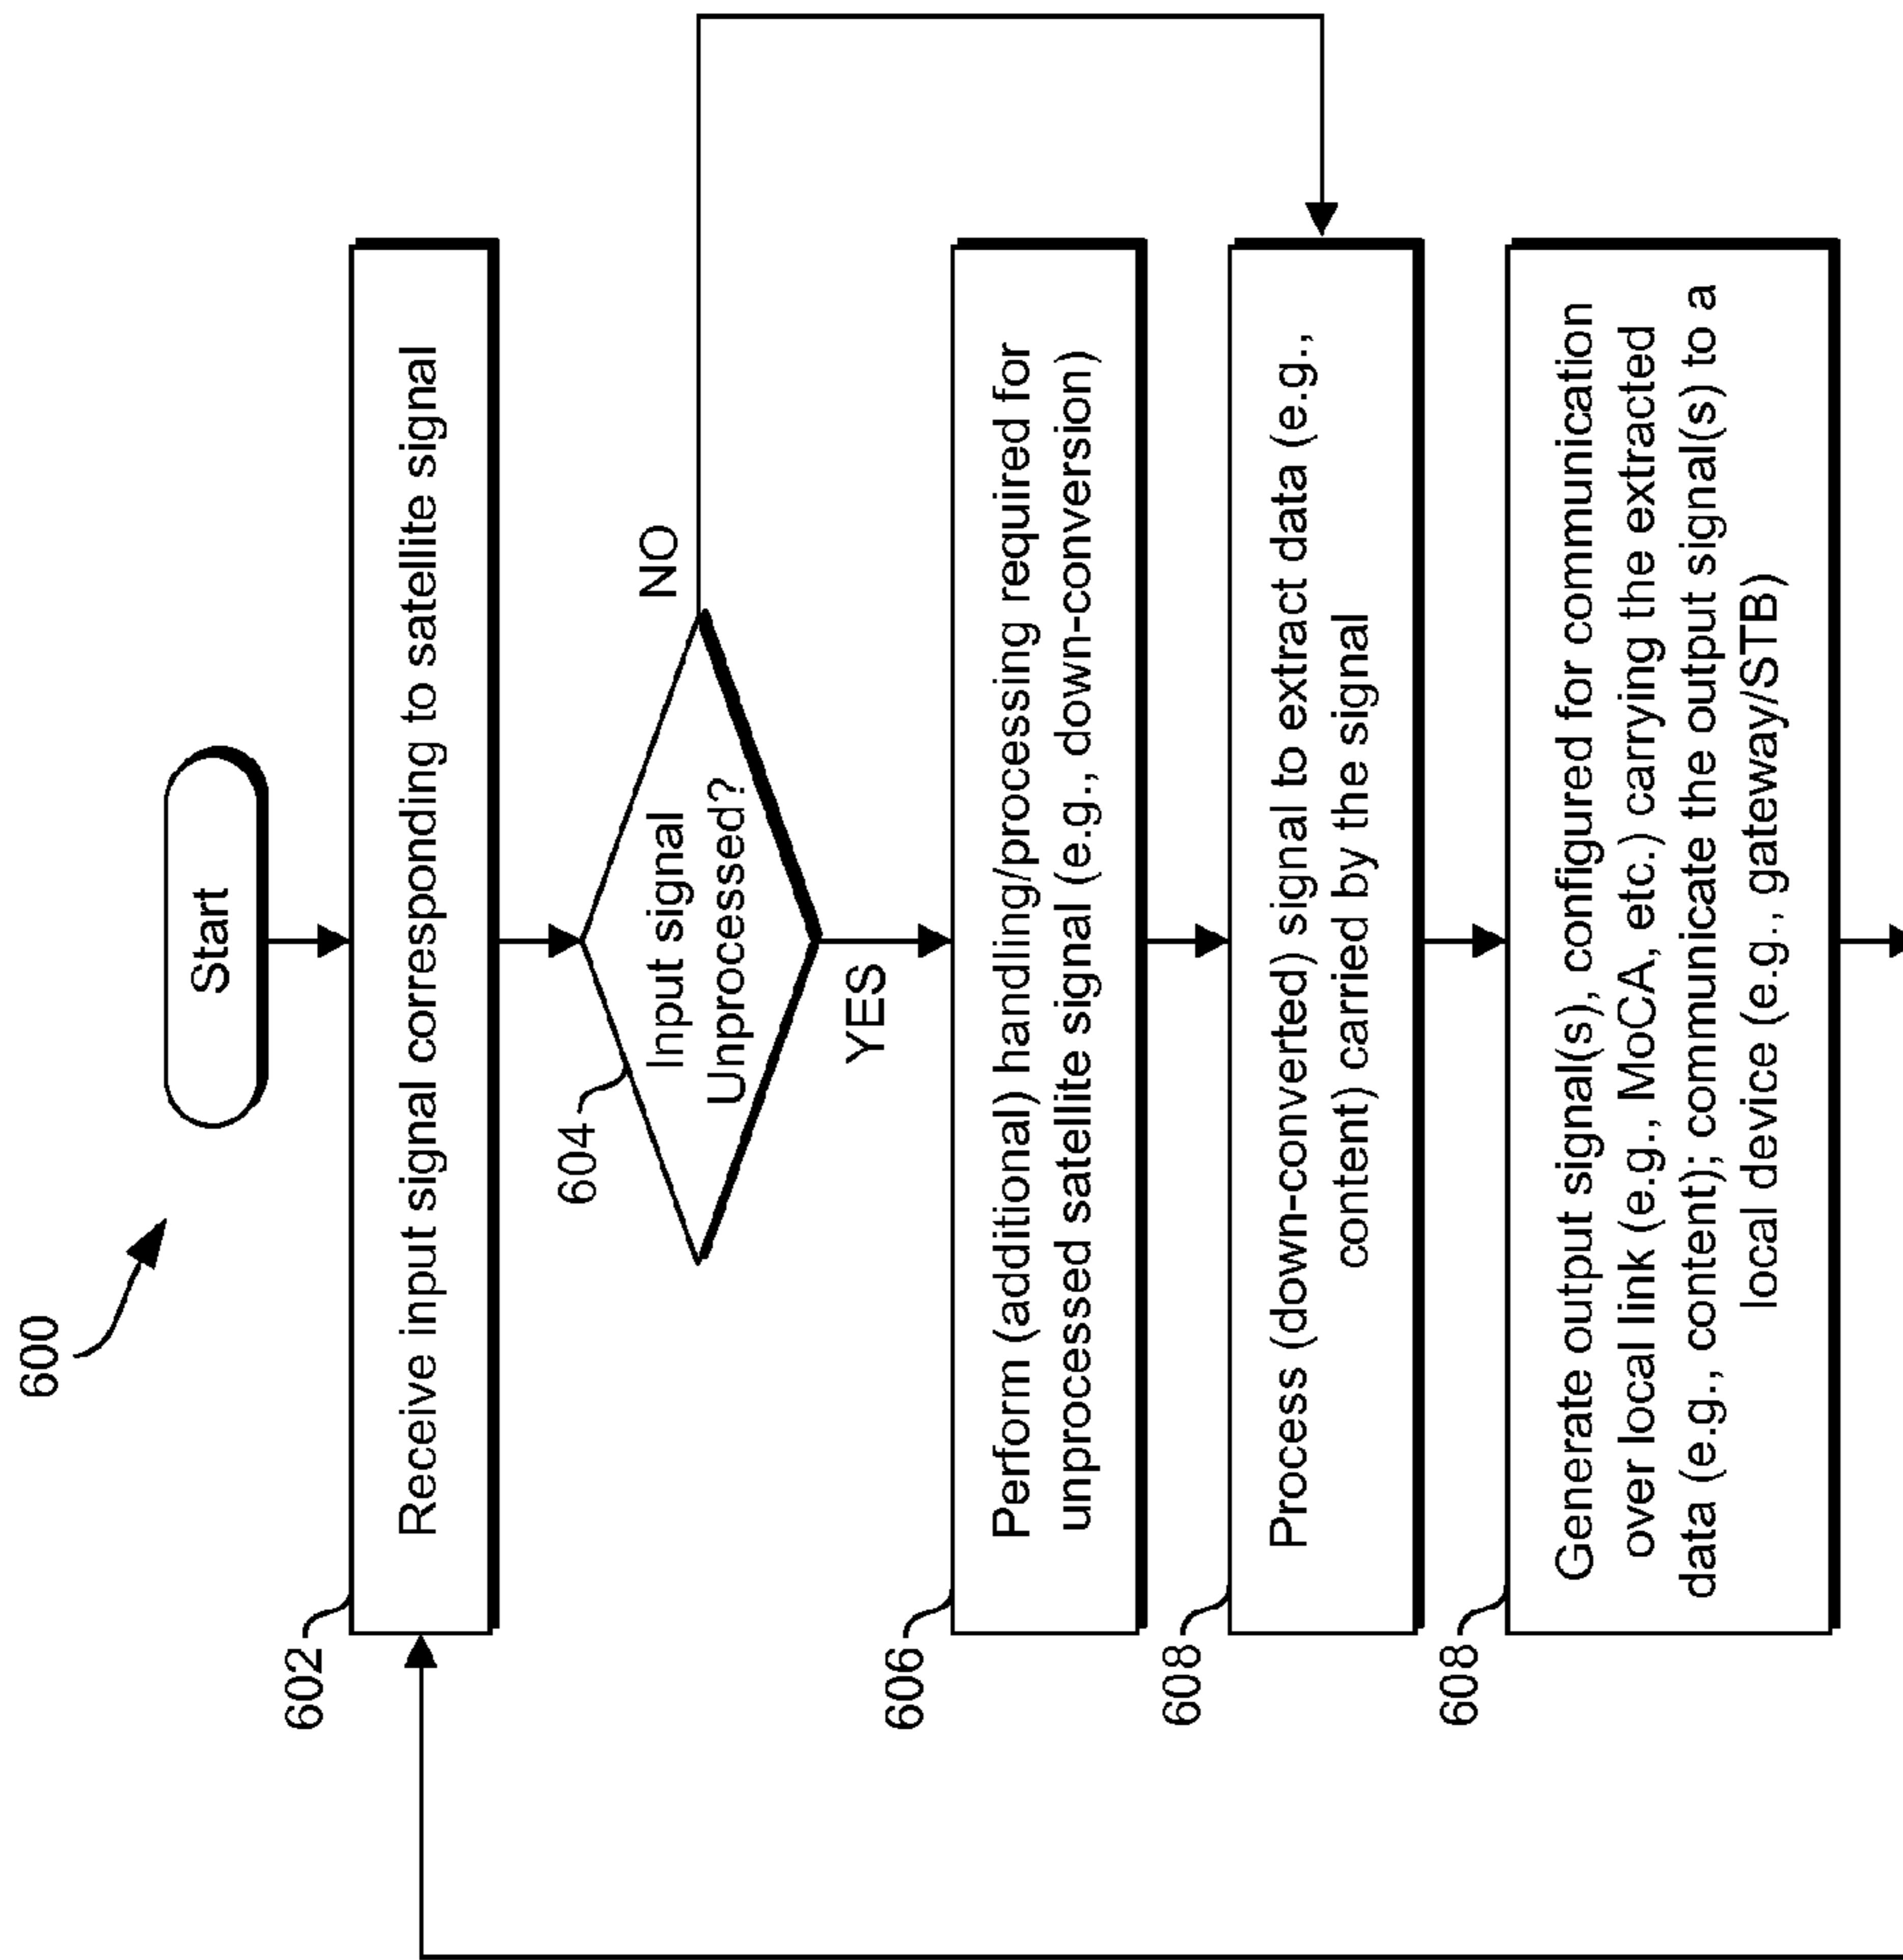 600
Start
602
Receive input signal corresponding to satellite signal
604
Input signal
Unprocessed?
NO
YES
606
Perform (additional) handling/processing required for
unprocessed satellite signal (e.g., down-conversion)
608
Process (down-converted) signal to extract data (e.g.,
content) carried by the signal
608
Generate output signal(s), configured for communication
over local link (e.g., MoCA, etc.) carrying the extracted
data (e.g., content); communicate the output signal(s) to a
local device (e.g., gateway/STB)